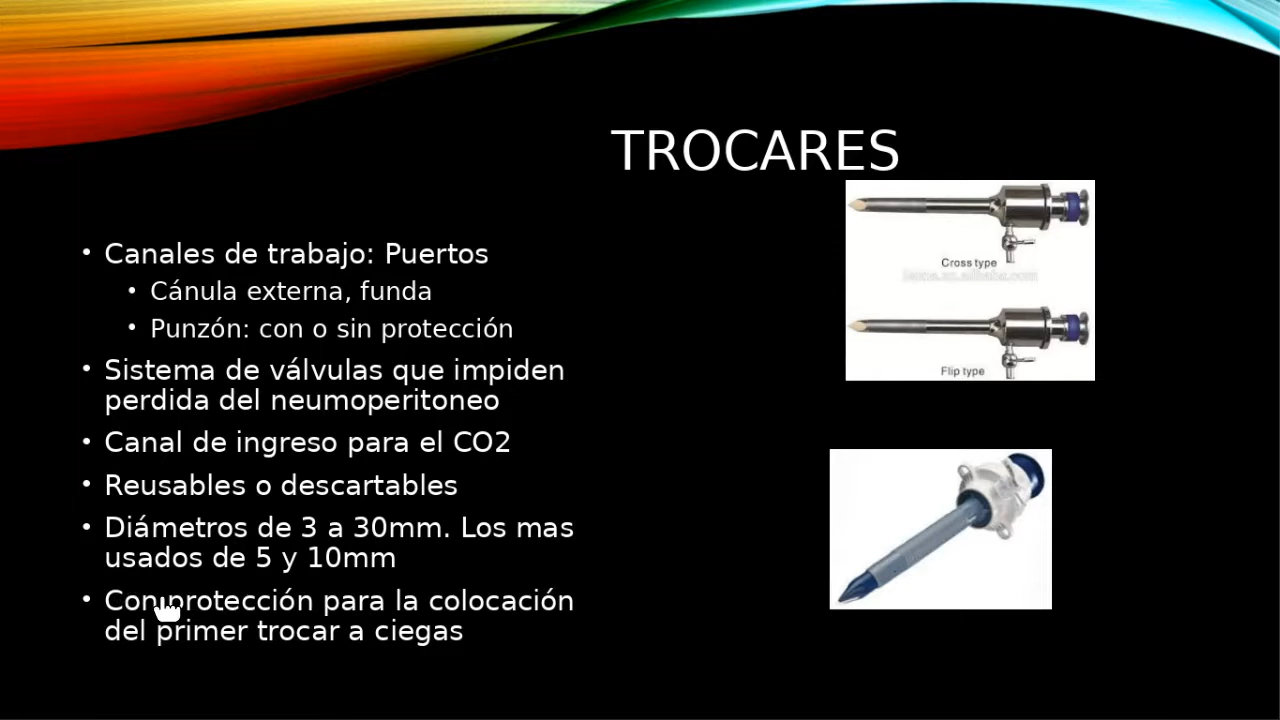 TROCARES
Canales de trabajo: Puertos
Cánula externa, funda
Punzón: con o sin protección
Sistema de válvulas que impiden
perdida del neumoperitoneo
Canal de ingreso para el CO2
Reusables o descartables
Diámetros de 3 a 30mm. Los mas
usados de 5 y 10mm
Con protección para la colocación
del primer trocar a ciegas
Cross type
Flip type